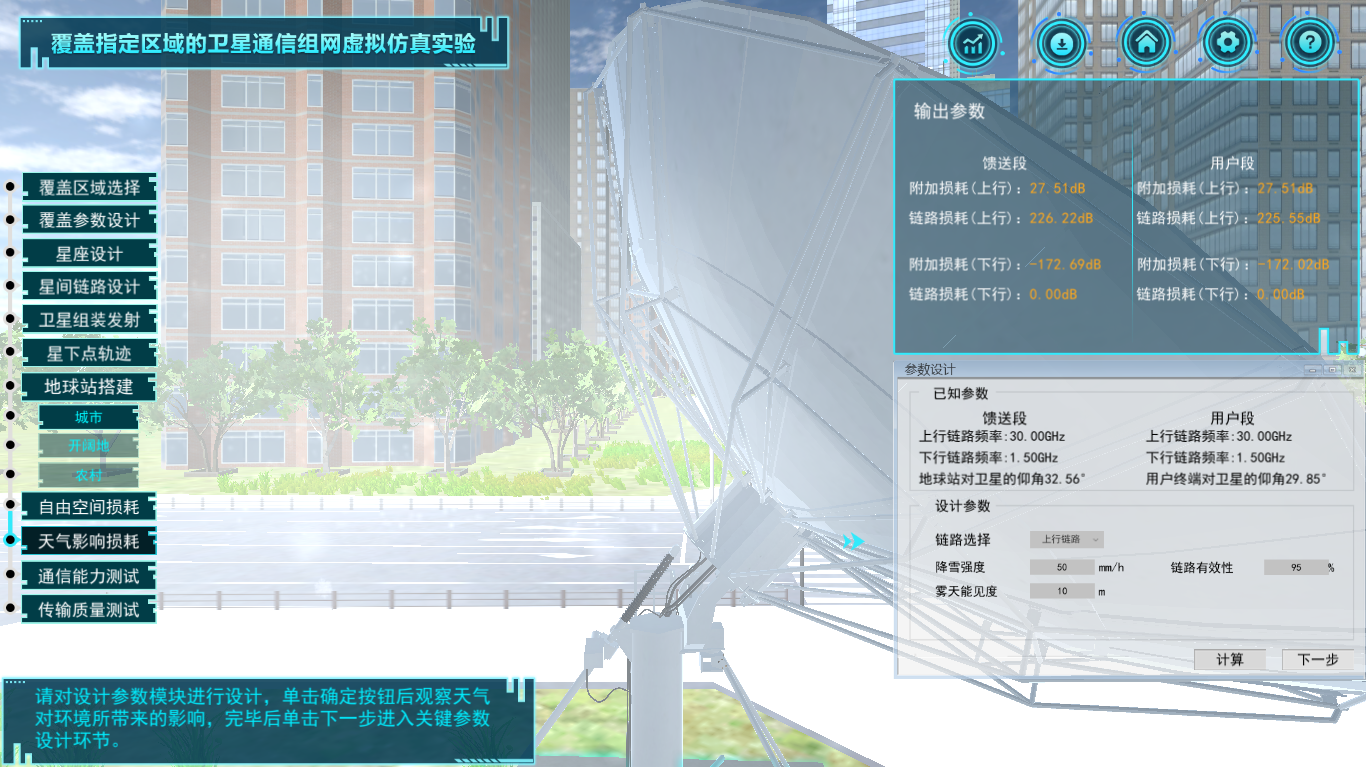 覆盖指定区域的卫星通信组网虚拟仿真实验
覆盖区域选择
覆盖参数设计
星座设计
星间链路设计
卫星组装发射
星下点轨迹
地球站搭建
城市
开阔地
农村
自由空间损耗
天气影响损耗
通信能力测试
传输质量测试
请对设计参数模块进行设计，单击确定按钮后观察天气
对环境所带来的影响，完毕后单击下一步进入关键参数
设计环节。
输出参数
馈送段 用户段
附加损耗(上行)：27.51dB 附加损耗(上行)：27.51dB
链路损耗(上行)：226.22dB 链路损耗(上行)：225.55dB
附加损耗(下行)：-172.69dB 附加损耗(下行)：-172.02dB
链路损耗(下行)：0.00dB 链路损耗(下行)：0.00dB
参数设计
已知参数
馈送段 用户段
上行链路频率:30.00GHz 上行链路频率:30.00GHz
下行链路频率:1.50GHz 下行链路频率:1.50GHz
地球站对卫星的仰角32.56° 用户终端对卫星的仰角29.85°
设计参数
链路选择 上行链路
降雪强度 50 mm/h 链路有效性 95 %
雾天能见度 10 m
计算 下一步